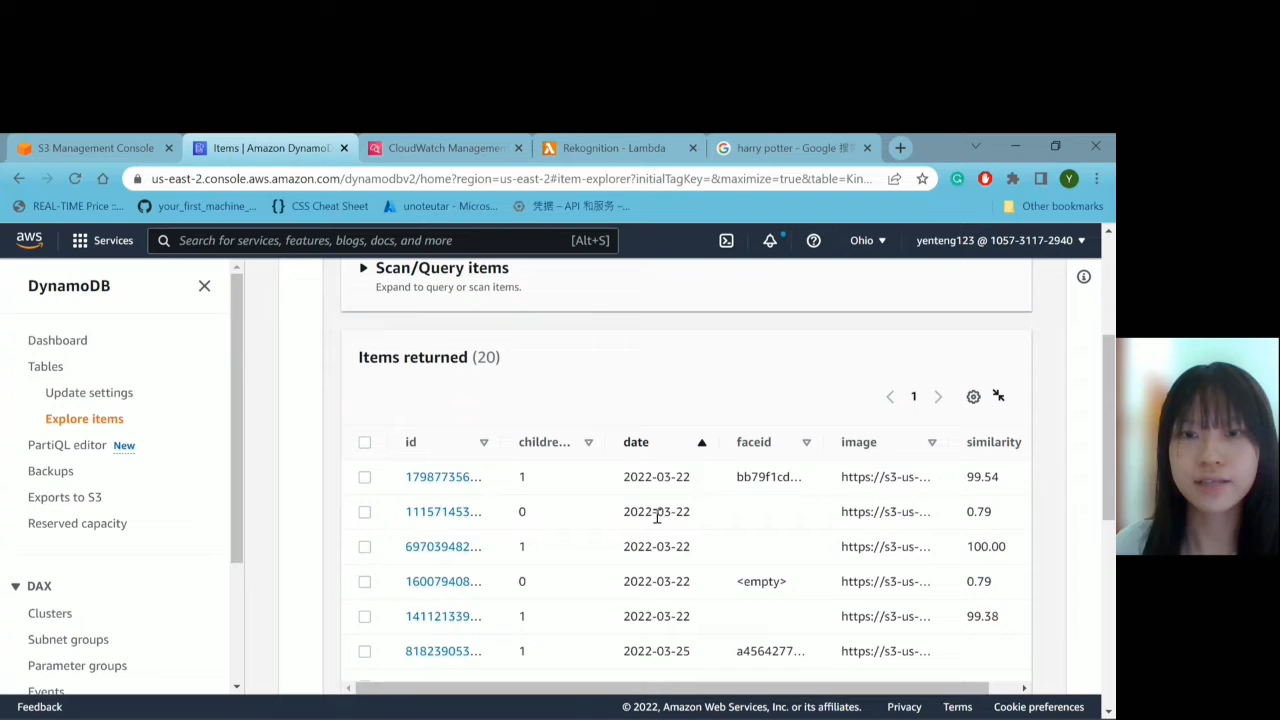 S3 Management Console
Items | Amazon Dynamo
CloudWatch Managemen
Rekognition - Lambda
harry potter - Google 搜
us-east-2.console.aws.amazon.com/dynamodbv2/home?region=us-east-2#item-explorer?initialTagKey=&maximize=true&table=Kin...
Y
REAL-TIME Price ::...
your_first_machine_...
CSS Cheat Sheet
unoteutar - Micros...
凭据 – API 和服务 –...
Other bookmarks
aws
Services
Search for services, features, blogs, docs, and more
[Alt+S]
Ohio
yenteng123 @ 1057-3117-2940
DynamoDB
Dashboard
Tables
Update settings
Explore items
PartiQL editor New
Backups
Exports to S3
Reserved capacity
DAX
Clusters
Subnet groups
Parameter groups
Events
Scan/Query items
Expand to query or scan items.
Items returned (20)
1
id childre... date faceid image similarity
179877356... 1 2022-03-22 bb79f1cd... https://s3-us-... 99.54
111571453... 0 2022-03-22 https://s3-us-... 0.79
697039482... 1 2022-03-22 https://s3-us-... 100.00
160079408... 0 2022-03-22 <empty> https://s3-us-... 0.79
141121339... 1 2022-03-22 https://s3-us-... 99.38
818239053... 1 2022-03-25 a4564277... https://s3-us-...
Feedback
© 2022, Amazon Web Services, Inc. or its affiliates.
Privacy
Terms
Cookie preferences